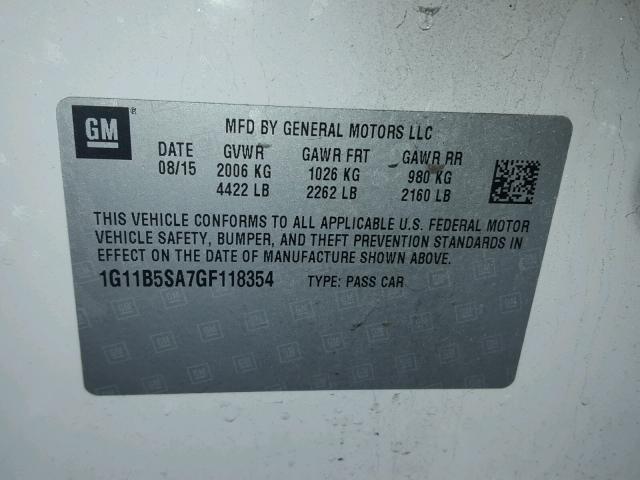 GM ®
MFD BY GENERAL MOTORS LLC
DATE GVWR GAWR FRT GAWR RR
08/15 2006 KG 1026 KG 980 KG
4422 LB 2262 LB 2160 LB
THIS VEHICLE CONFORMS TO ALL APPLICABLE U.S. FEDERAL MOTOR
VEHICLE SAFETY, BUMPER, AND THEFT PREVENTION STANDARDS IN
EFFECT ON THE DATE OF MANUFACTURE SHOWN ABOVE.
1G11B5SA7GF118354 TYPE: PASS CAR